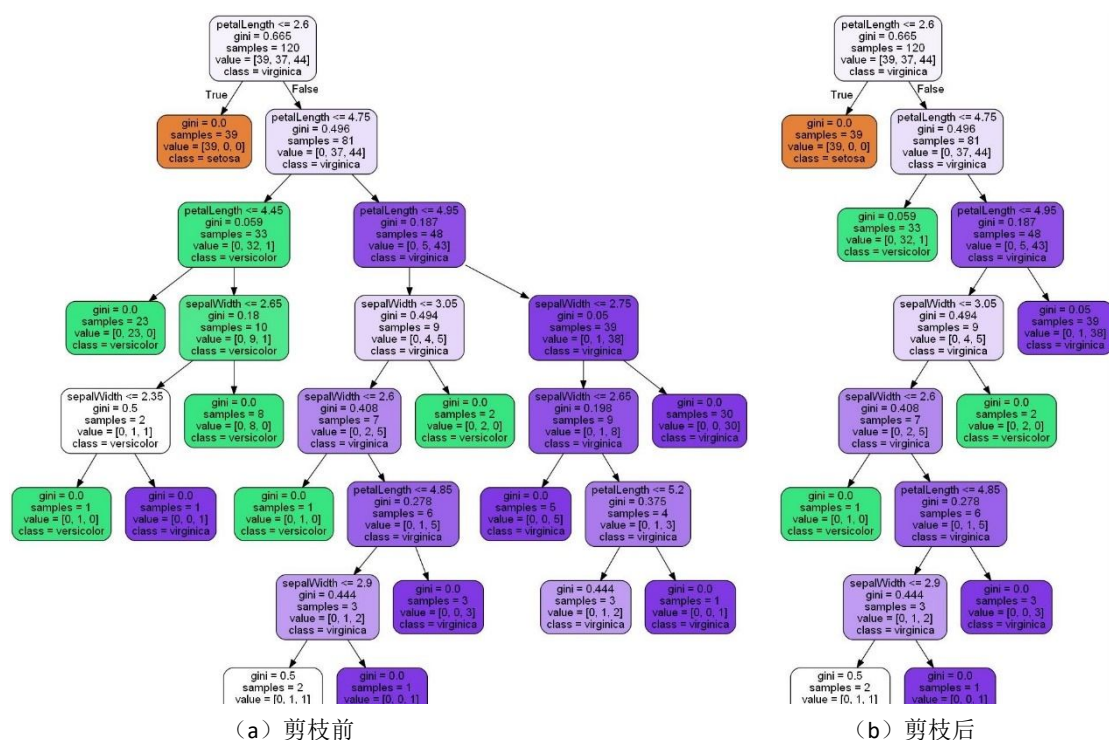 petalLength <= 2.6
gini = 0.665
samples = 120
value = [39, 37, 44]
class = virginica
True
False
gini = 0.0
samples = 39
value = [39, 0, 0]
class = setosa
petalLength <= 4.75
gini = 0.496
samples = 81
value = [0, 37, 44]
class = virginica
petalLength <= 4.45
gini = 0.059
samples = 33
value = [0, 32, 1]
class = versicolor
petalLength <= 4.95
gini = 0.187
samples = 48
value = [0, 5, 43]
class = virginica
gini = 0.0
samples = 23
value = [0, 23, 0]
class = versicolor
sepalWidth <= 2.65
gini = 0.18
samples = 10
value = [0, 9, 1]
class = versicolor
sepalWidth <= 3.05
gini = 0.494
samples = 9
value = [0, 4, 5]
class = virginica
sepalWidth <= 2.75
gini = 0.05
samples = 39
value = [0, 1, 38]
class = virginica
sepalWidth <= 2.35
gini = 0.5
samples = 2
value = [0, 1, 1]
class = versicolor
gini = 0.0
samples = 8
value = [0, 8, 0]
class = versicolor
sepalWidth <= 2.6
gini = 0.408
samples = 7
value = [0, 2, 5]
class = virginica
gini = 0.0
samples = 2
value = [0, 2, 0]
class = versicolor
sepalWidth <= 2.65
gini = 0.198
samples = 9
value = [0, 1, 8]
class = virginica
gini = 0.0
samples = 30
value = [0, 0, 30]
class = virginica
gini = 0.0
samples = 1
value = [0, 1, 0]
class = versicolor
gini = 0.0
samples = 1
value = [0, 0, 1]
class = virginica
gini = 0.0
samples = 1
value = [0, 1, 0]
class = versicolor
petalLength <= 4.85
gini = 0.278
samples = 6
value = [0, 1, 5]
class = virginica
gini = 0.0
samples = 5
value = [0, 0, 5]
class = virginica
petalLength <= 5.2
gini = 0.375
samples = 4
value = [0, 1, 3]
class = virginica
sepalWidth <= 2.9
gini = 0.444
samples = 3
value = [0, 1, 2]
class = virginica
gini = 0.0
samples = 3
value = [0, 0, 3]
class = virginica
gini = 0.444
samples = 3
value = [0, 1, 2]
class = virginica
gini = 0.0
samples = 1
value = [0, 0, 1]
class = virginica
gini = 0.5
samples = 2
value = [0, 1, 1]
gini = 0.0
samples = 1
value = [0, 0, 1]
（a）剪枝前
petalLength <= 2.6
gini = 0.665
samples = 120
value = [39, 37, 44]
class = virginica
True
False
gini = 0.0
samples = 39
value = [39, 0, 0]
class = setosa
petalLength <= 4.75
gini = 0.496
samples = 81
value = [0, 37, 44]
class = virginica
gini = 0.059
samples = 33
value = [0, 32, 1]
class = versicolor
petalLength <= 4.95
gini = 0.187
samples = 48
value = [0, 5, 43]
class = virginica
sepalWidth <= 3.05
gini = 0.494
samples = 9
value = [0, 4, 5]
class = virginica
gini = 0.05
samples = 39
value = [0, 1, 38]
class = virginica
sepalWidth <= 2.6
gini = 0.408
samples = 7
value = [0, 2, 5]
class = virginica
gini = 0.0
samples = 2
value = [0, 2, 0]
class = versicolor
gini = 0.0
samples = 1
value = [0, 1, 0]
class = versicolor
petalLength <= 4.85
gini = 0.278
samples = 6
value = [0, 1, 5]
class = virginica
sepalWidth <= 2.9
gini = 0.444
samples = 3
value = [0, 1, 2]
class = virginica
gini = 0.0
samples = 3
value = [0, 0, 3]
class = virginica
gini = 0.5
samples = 2
value = [0, 1, 1]
gini = 0.0
samples = 1
value = [0, 0, 1]
（b）剪枝后